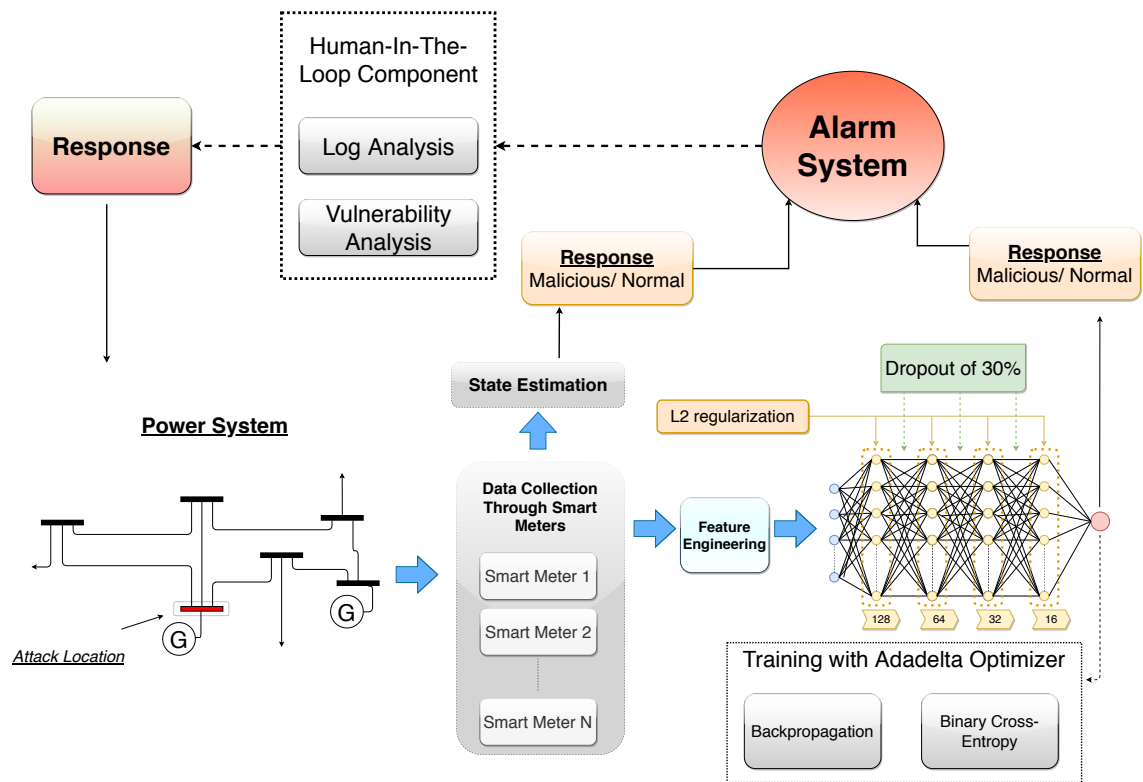 Human-In-The-
Loop Component
Log Analysis
Vulnerability
Analysis
Response
Alarm
System
Response
Malicious/ Normal
Response
Malicious/ Normal
State Estimation
Dropout of 30%
L2 regularization
Power System
G
G
Attack Location
Data Collection
Through Smart
Meters
Smart Meter 1
Smart Meter 2
Smart Meter N
Feature
Engineering
128
64
32
16
Training with Adadelta Optimizer
Backpropagation
Binary Cross-
Entropy